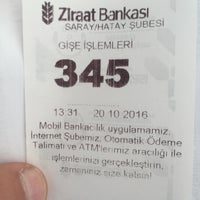 Ziraat Bankası
SARAY/HATAY ŞUBESİ
GİŞE İŞLEMLERİ
345
13:31 20.10.2016
Mobil Bankacılık uygulamamız,
İnternet Şubemiz, Otomatik Ödeme
Talimatı ve ATM'lerimiz aracılığı ile
işlemlerinizi gerçekleştirin,
zamanınız size kalsın!